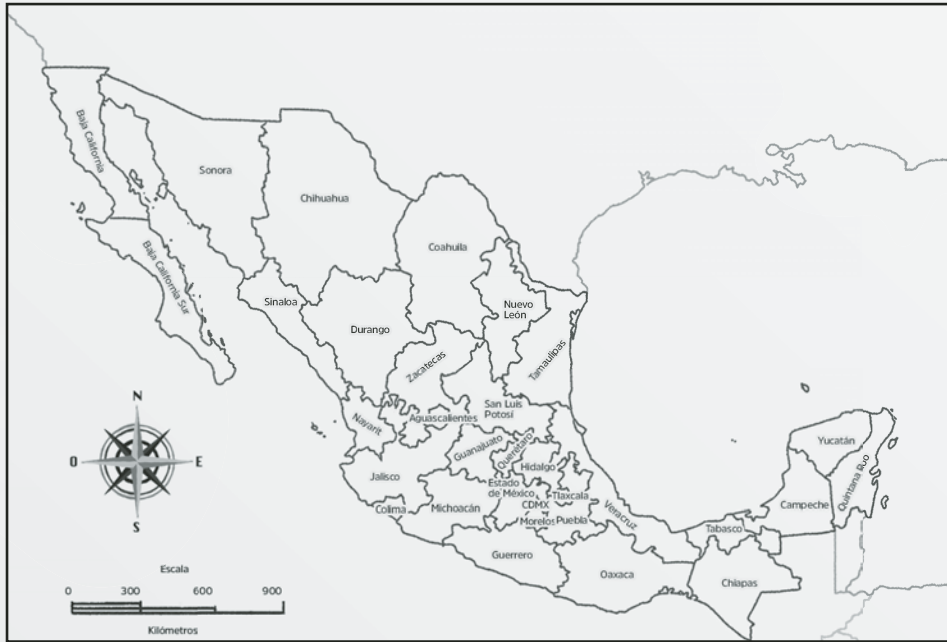 Baja California
Sonora
Chihuahua
Coahuila
Baja California Sur
Sinaloa
Nuevo
León
Durango
Tamaulipas
Zacatecas
San Luis
Potosí
Aguascalientes
Nayarit
Guanajuato
Querétaro
Hidalgo
Yucatán
Quintana Roo
Jalisco
Estado
de México
Tlaxcala
CDMX
Colima
Michoacán
Morelos
Puebla
Veracruz
Campeche
Tabasco
Guerrero
Oaxaca
Chiapas
N
O
E
S
Escala
0 300 600 900
Kilómetros